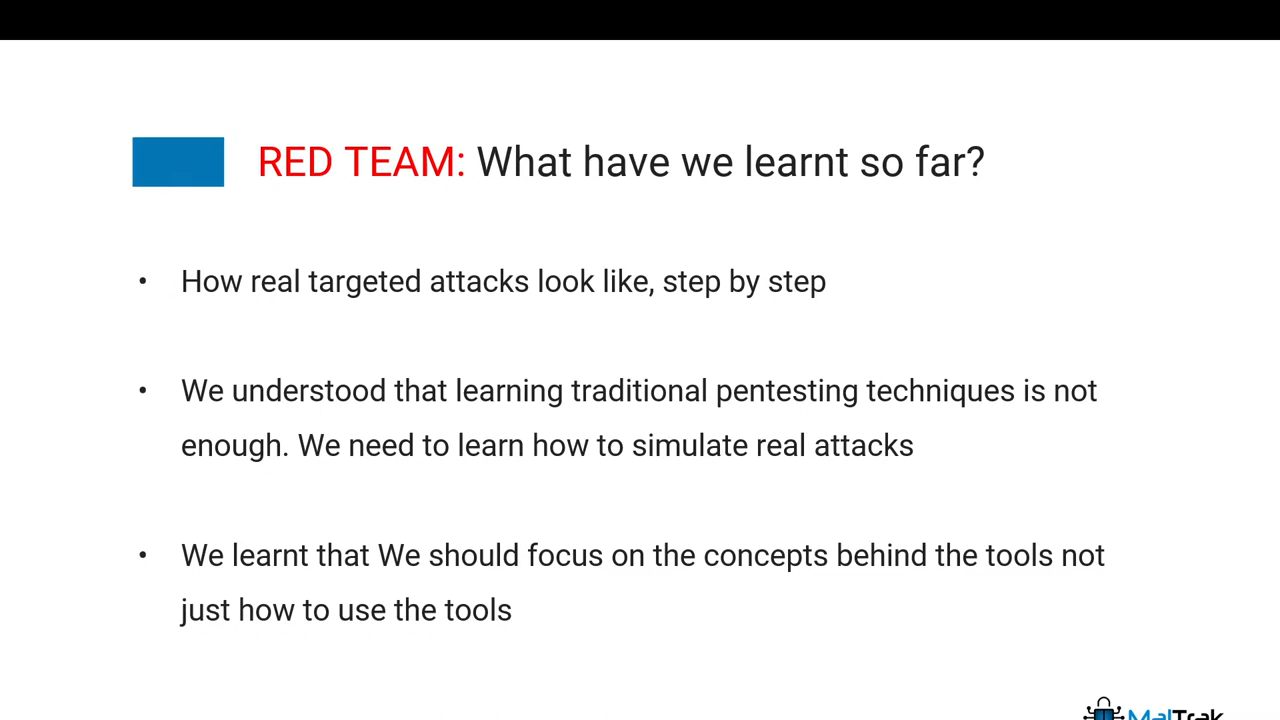 RED TEAM: What have we learnt so far?
• How real targeted attacks look like, step by step
• We understood that learning traditional pentesting techniques is not
enough. We need to learn how to simulate real attacks
• We learnt that We should focus on the concepts behind the tools not
just how to use the tools
MalTrak